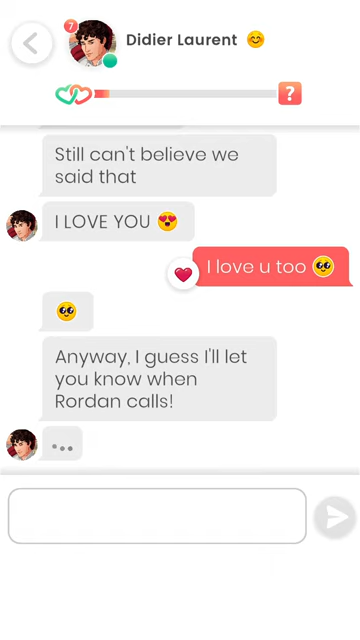 7
Didier Laurent 😊
?
Still can't believe we
said that
I LOVE YOU 😍
I love u too 🥺
🥺
Anyway, I guess I'll let
you know when
Rordan calls!